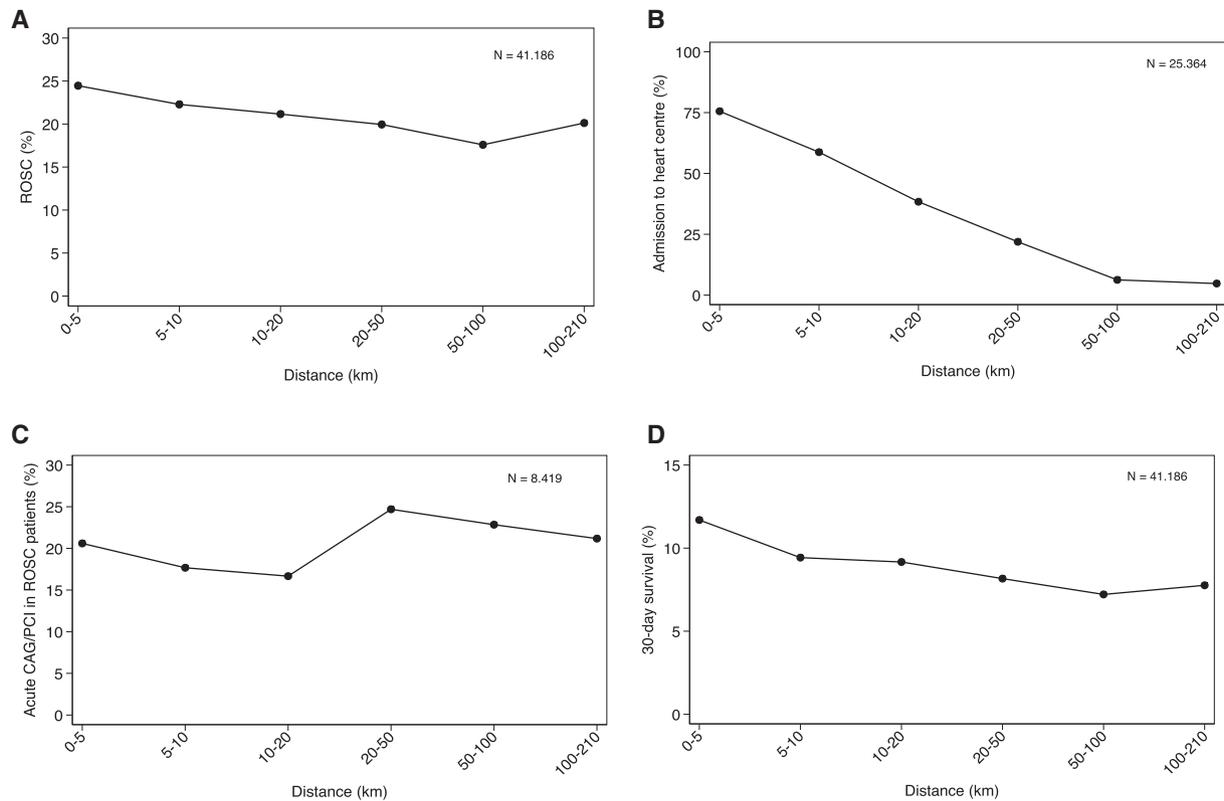 A
ROSC (%)
30
25
20
15
10
5
0
N = 41.186
0-5
5-10
10-20
20-50
50-100
100-210
Distance (km)
B
Admission to heart centre (%)
100
75
50
25
0
N = 25.364
0-5
5-10
10-20
20-50
50-100
100-210
Distance (km)
C
Acute CAG/PCI in ROSC patients (%)
30
25
20
15
10
5
0
N = 8.419
0-5
5-10
10-20
20-50
50-100
100-210
Distance (km)
D
30-day survival (%)
15
10
5
0
N = 41.186
0-5
5-10
10-20
20-50
50-100
100-210
Distance (km)